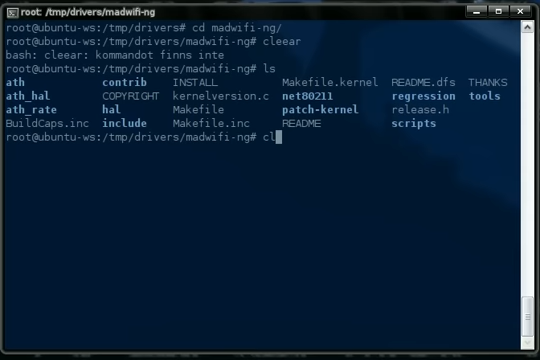 root: /tmp/drivers/madwifi-ng
root@ubuntu-ws:/tmp/drivers# cd madwifi-ng/
root@ubuntu-ws:/tmp/drivers/madwifi-ng# cleear
bash: cleear: kommandot finns inte
root@ubuntu-ws:/tmp/drivers/madwifi-ng# ls
ath contrib INSTALL Makefile.kernel README.dfs THANKS
ath_hal COPYRIGHT kernelversion.c net80211 regression tools
ath_rate hal Makefile patch-kernel release.h
BuildCaps.inc include Makefile.inc README scripts
root@ubuntu-ws:/tmp/drivers/madwifi-ng# cl